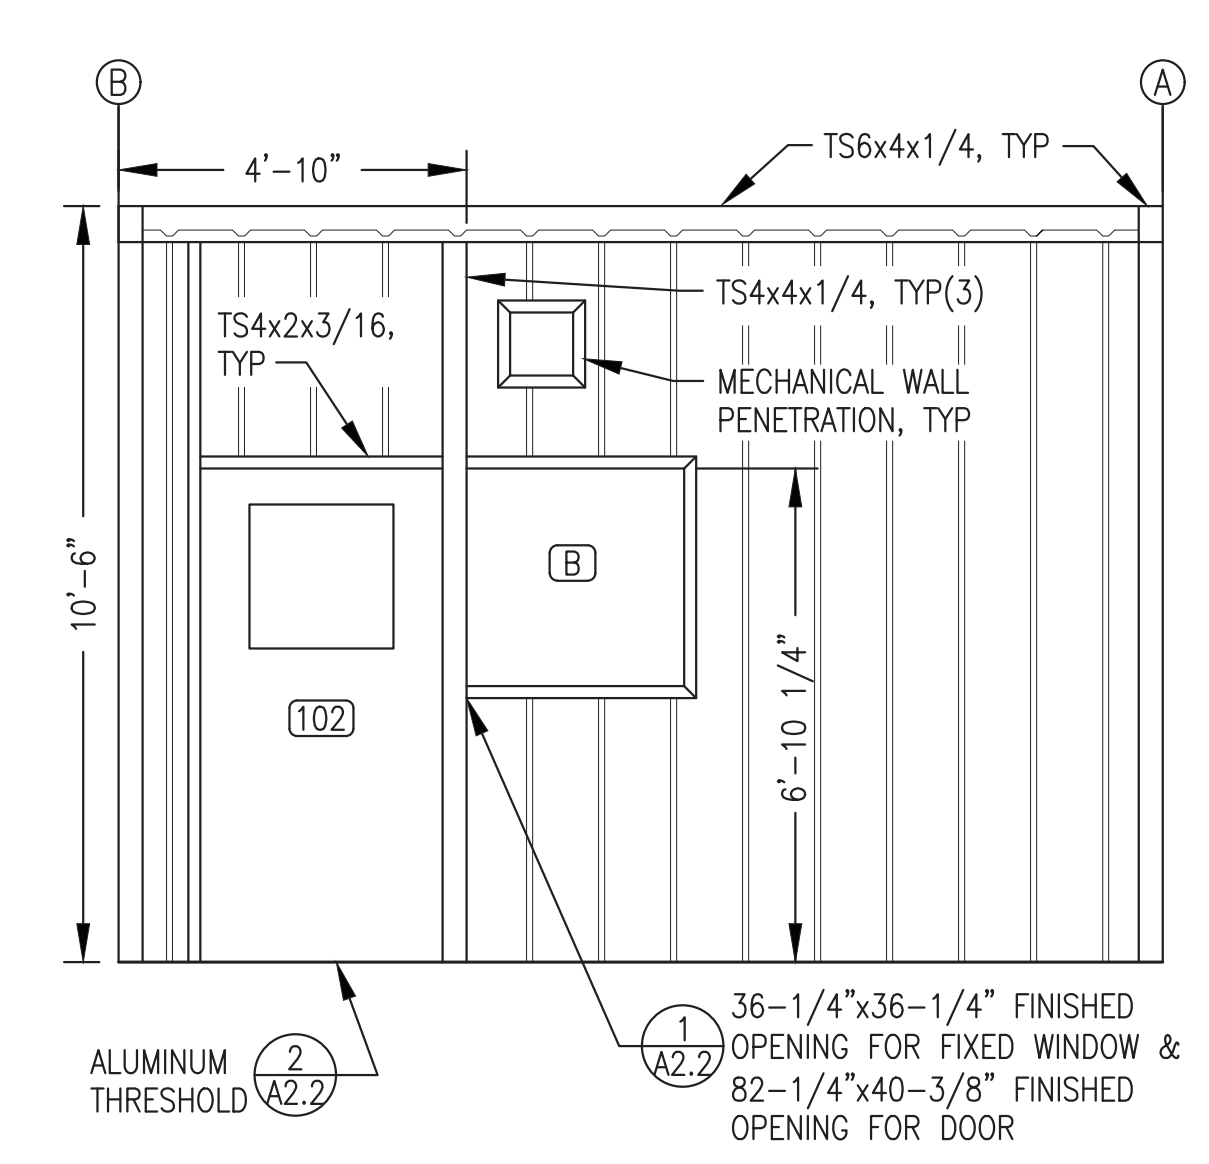 B
A
TS6x4x1/4, TYP
4'-10"
TS4x4x1/4, TYP(3)
TS4x2x3/16,
TYP
MECHANICAL WALL
PENETRATION, TYP
10'-6"
B
6'-10 1/4"
102
36-1/4"x36-1/4" FINISHED
OPENING FOR FIXED WINDOW &
82-1/4"x40-3/8" FINISHED
OPENING FOR DOOR
1
A2.2
ALUMINUM
THRESHOLD
2
A2.2